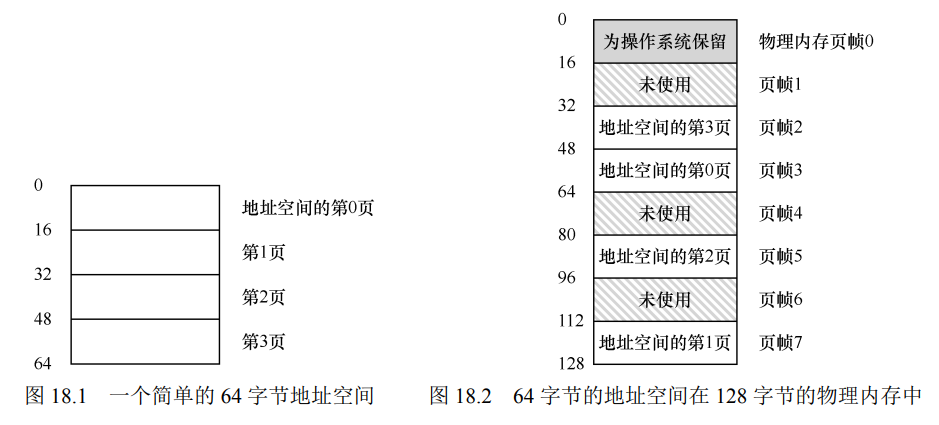 0
16
32
48
64
地址空间的第0页
第1页
第2页
第3页
图 18.1 一个简单的 64 字节地址空间
0
16
32
48
64
80
96
112
128
为操作系统保留 物理内存页帧0
未使用 页帧1
地址空间的第3页 页帧2
地址空间的第0页 页帧3
未使用 页帧4
地址空间的第2页 页帧5
未使用 页帧6
地址空间的第1页 页帧7
图 18.2 64 字节的地址空间在 128 字节的物理内存中